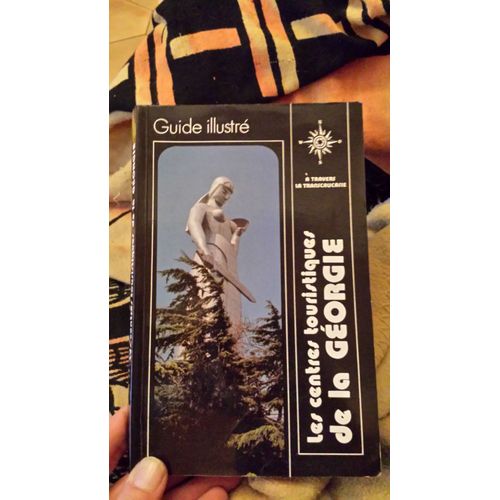 Guide illustré
À TRAVERS
LA TRANSCAUCASIE
Les centres touristiques
de la GÉORGIE